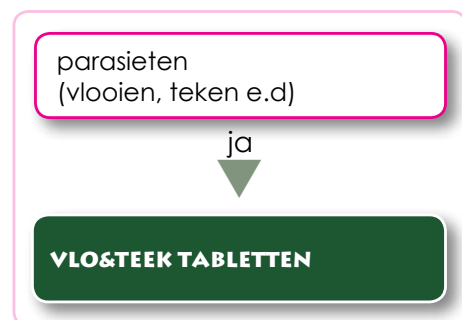 parasieten
(vlooien, teken e.d)
ja
VLO&TEEK TABLETTEN